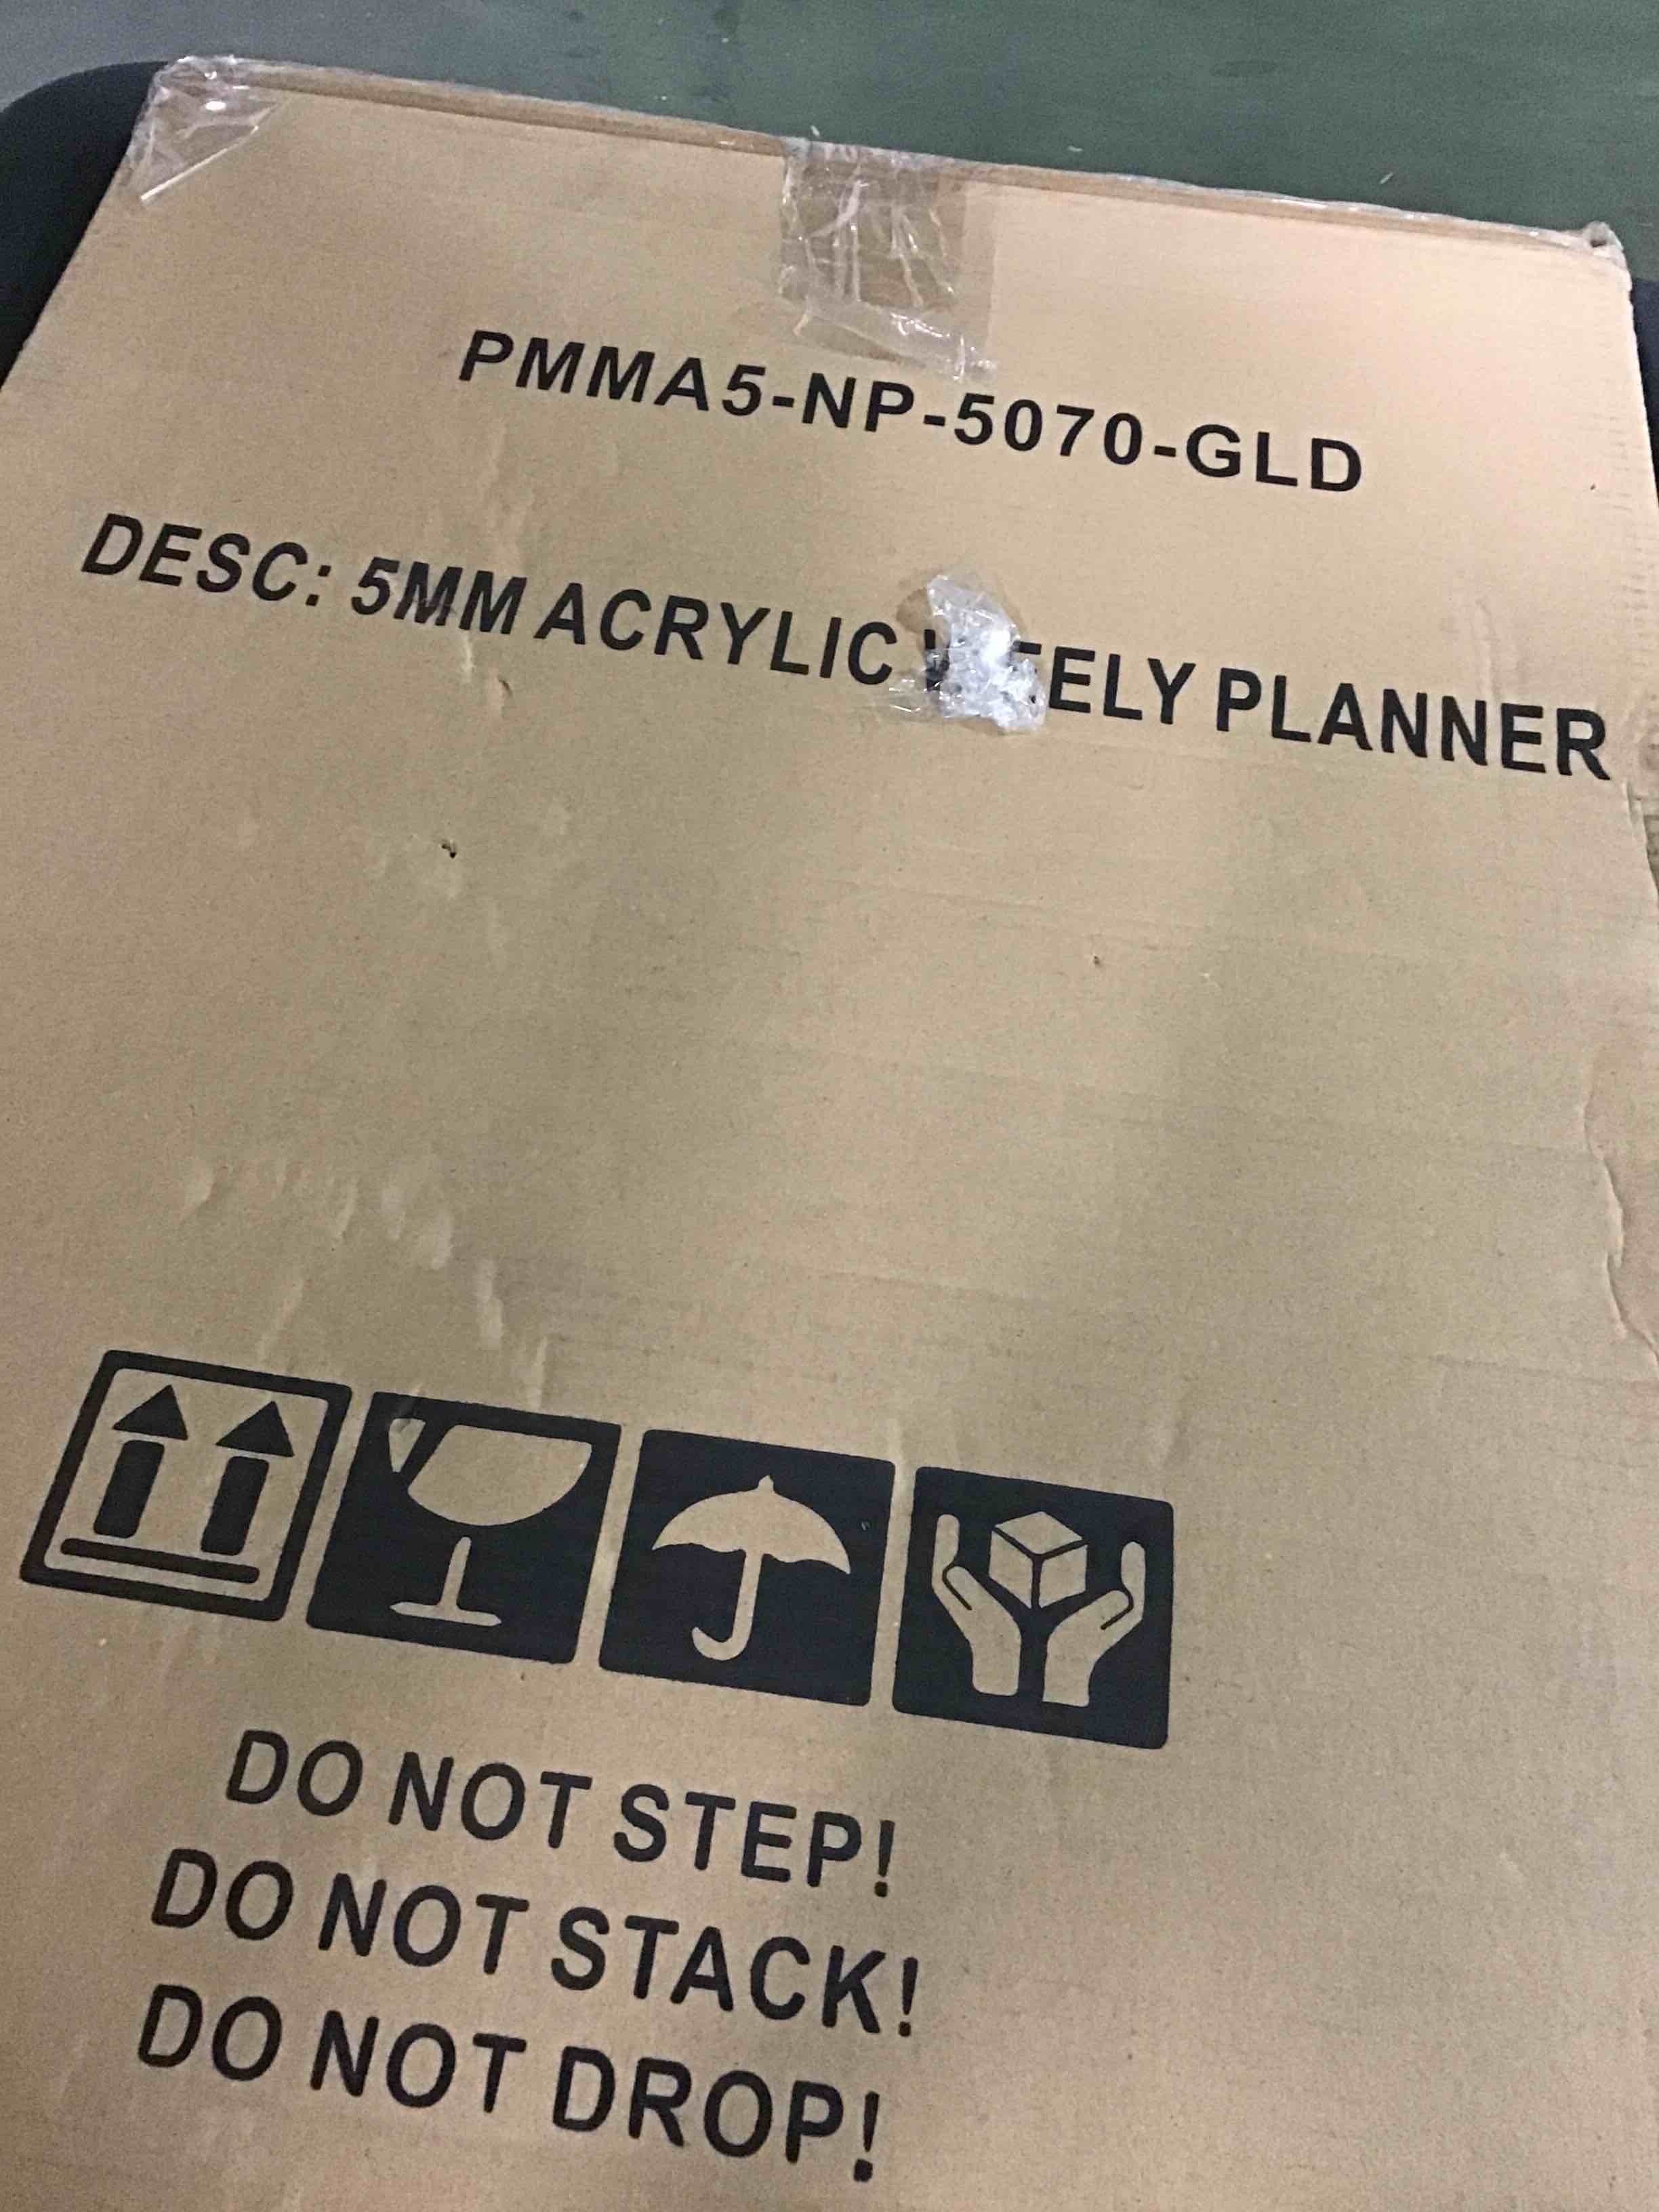 PMMA5-NP-5070-GLD
DESC: 5MM ACRYLIC PLANNER
DO NOT STEP!
DO NOT STACK!
DO NOT DROP!